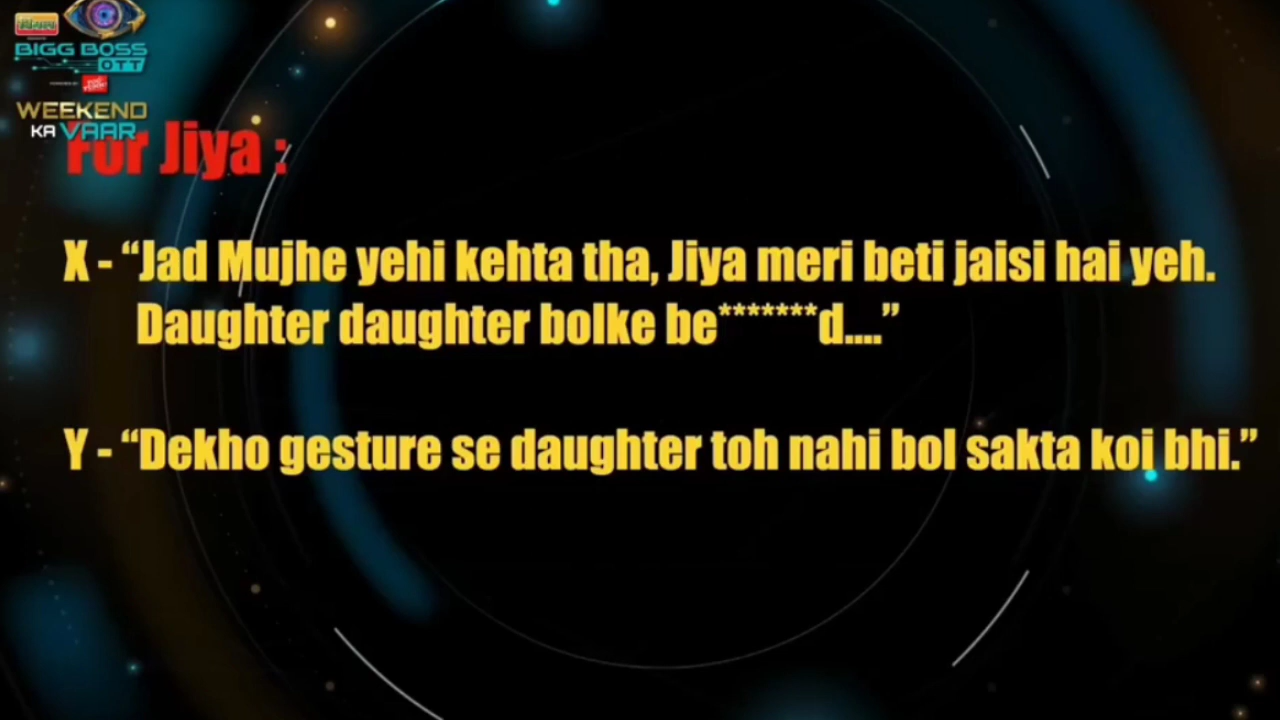 BIGG BOSS
OTT
WEEKEND
KA VAAR
For Jiya :
X - “Jad Mujhe yehi kehta tha, Jiya meri beti jaisi hai yeh.
Daughter daughter bolke be*******d....”
Y - “Dekho gesture se daughter toh nahi bol sakta koi bhi.”